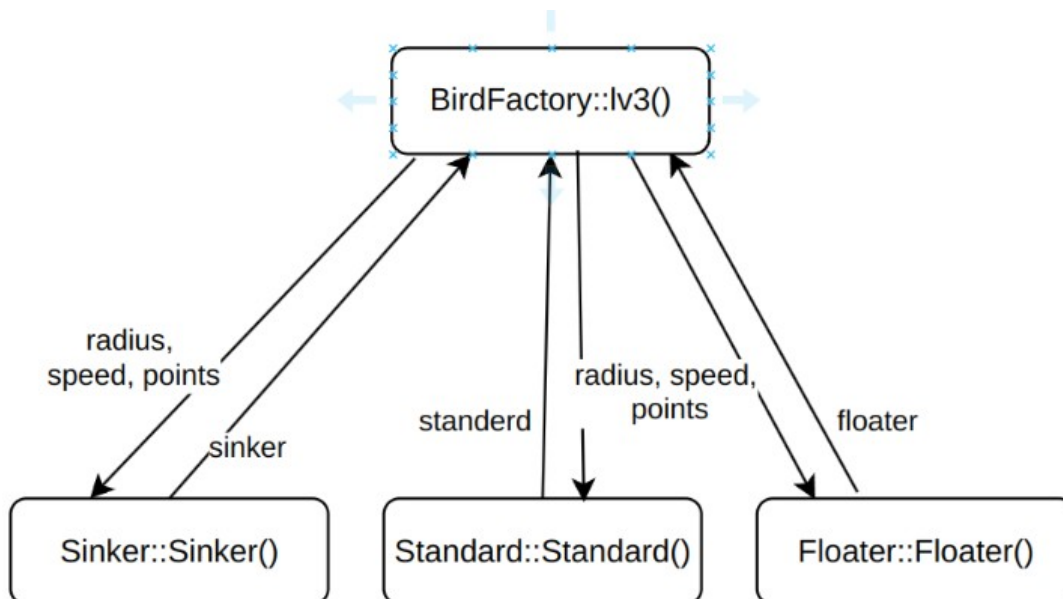 BirdFactory::lv3()
radius,
speed, points
sinker
standerd
radius, speed,
points
floater
Sinker::Sinker()
Standard::Standard()
Floater::Floater()